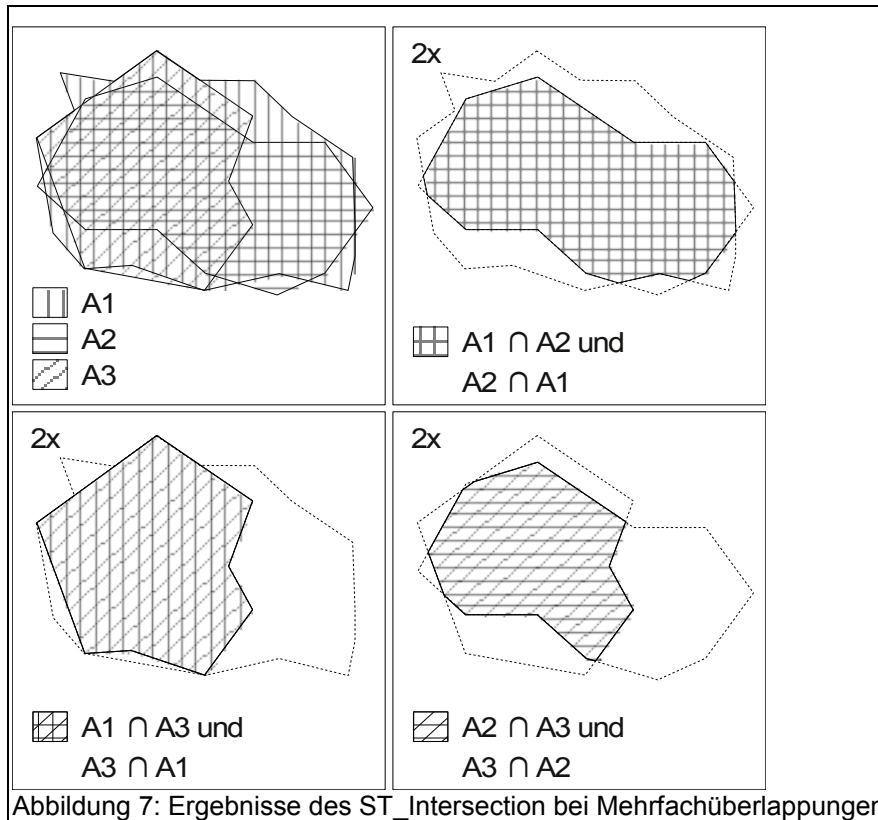 A1
A2
A3
2x
A1 ∩ A2 und
A2 ∩ A1
2x
A1 ∩ A3 und
A3 ∩ A1
2x
A2 ∩ A3 und
A3 ∩ A2
Abbildung 7: Ergebnisse des ST_Intersection bei Mehrfachüberlappunger